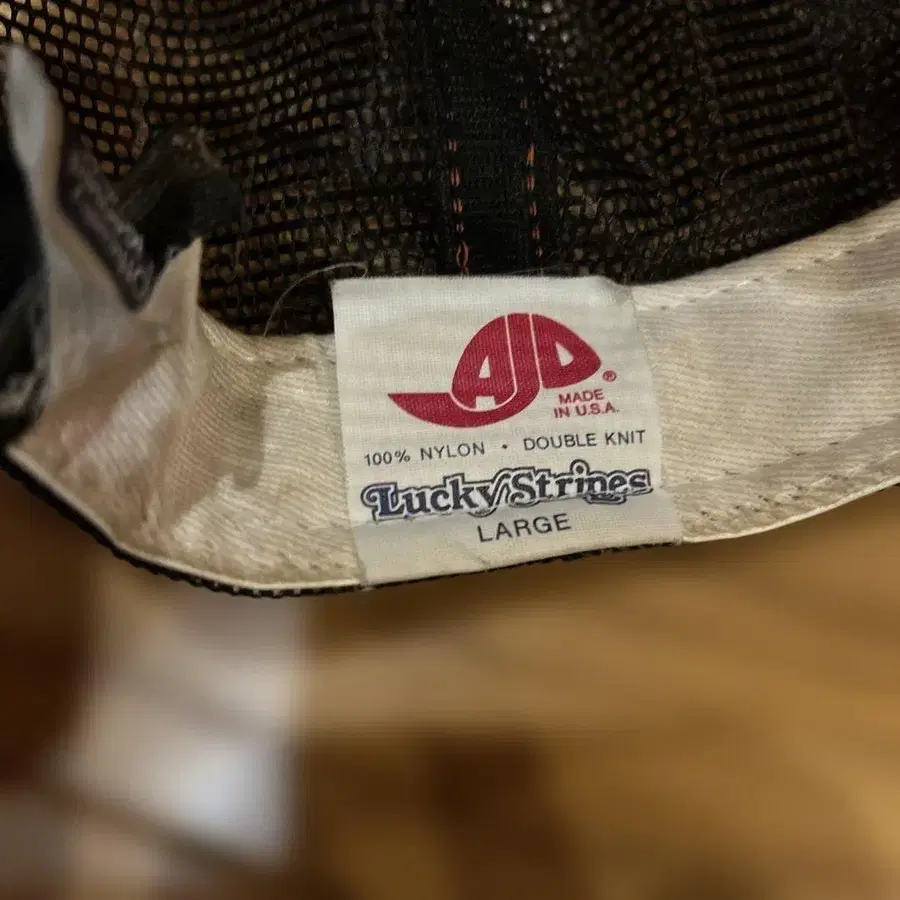 AJD®
MADE
IN U.S.A.
100% NYLON • DOUBLE KNIT
Lucky Stripes
LARGE